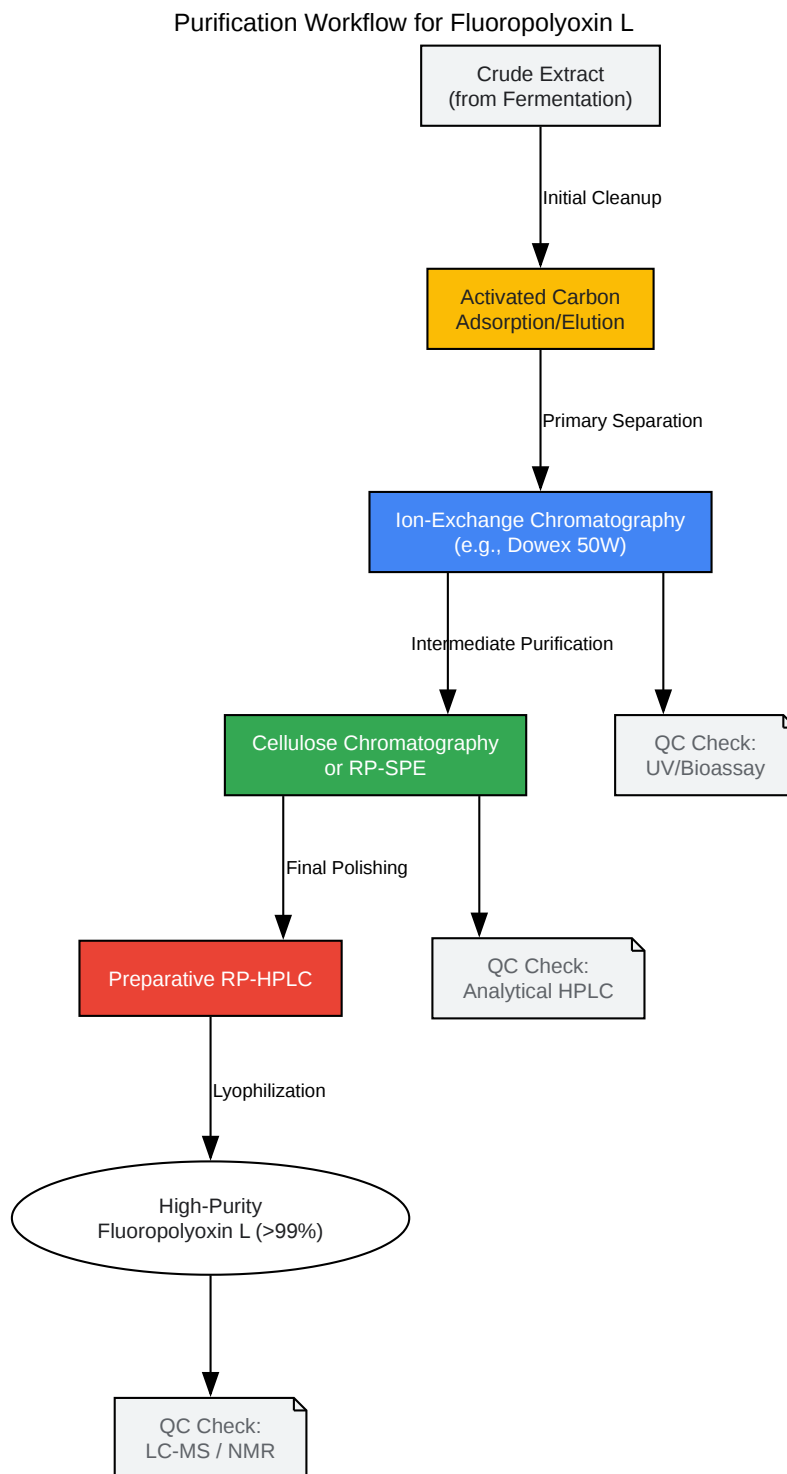 Purification Workflow for Fluoropolyoxin L
Crude Extract
(from Fermentation)
Initial Cleanup
Activated Carbon
Adsorption/Elution
Primary Separation
Ion-Exchange Chromatography
(e.g., Dowex 50W)
Intermediate Purification
Cellulose Chromatography
or RP-SPE
QC Check:
UV/Bioassay
Final Polishing
Preparative RP-HPLC
QC Check:
Analytical HPLC
Lyophilization
High-Purity
Fluoropolyoxin L (>99%)
QC Check:
LC-MS / NMR